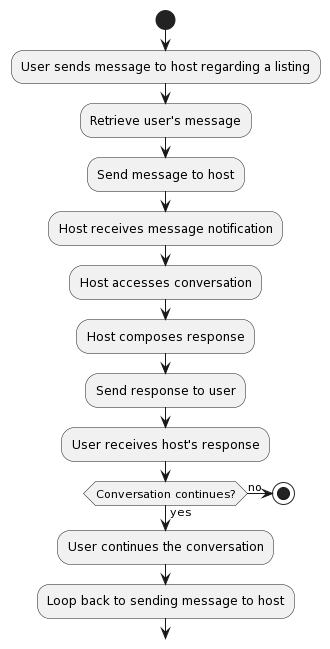 User sends message to host regarding a listing
Retrieve user's message
Send message to host
Host receives message notification
Host accesses conversation
Host composes response
Send response to user
User receives host's response
Conversation continues?
no
yes
User continues the conversation
Loop back to sending message to host